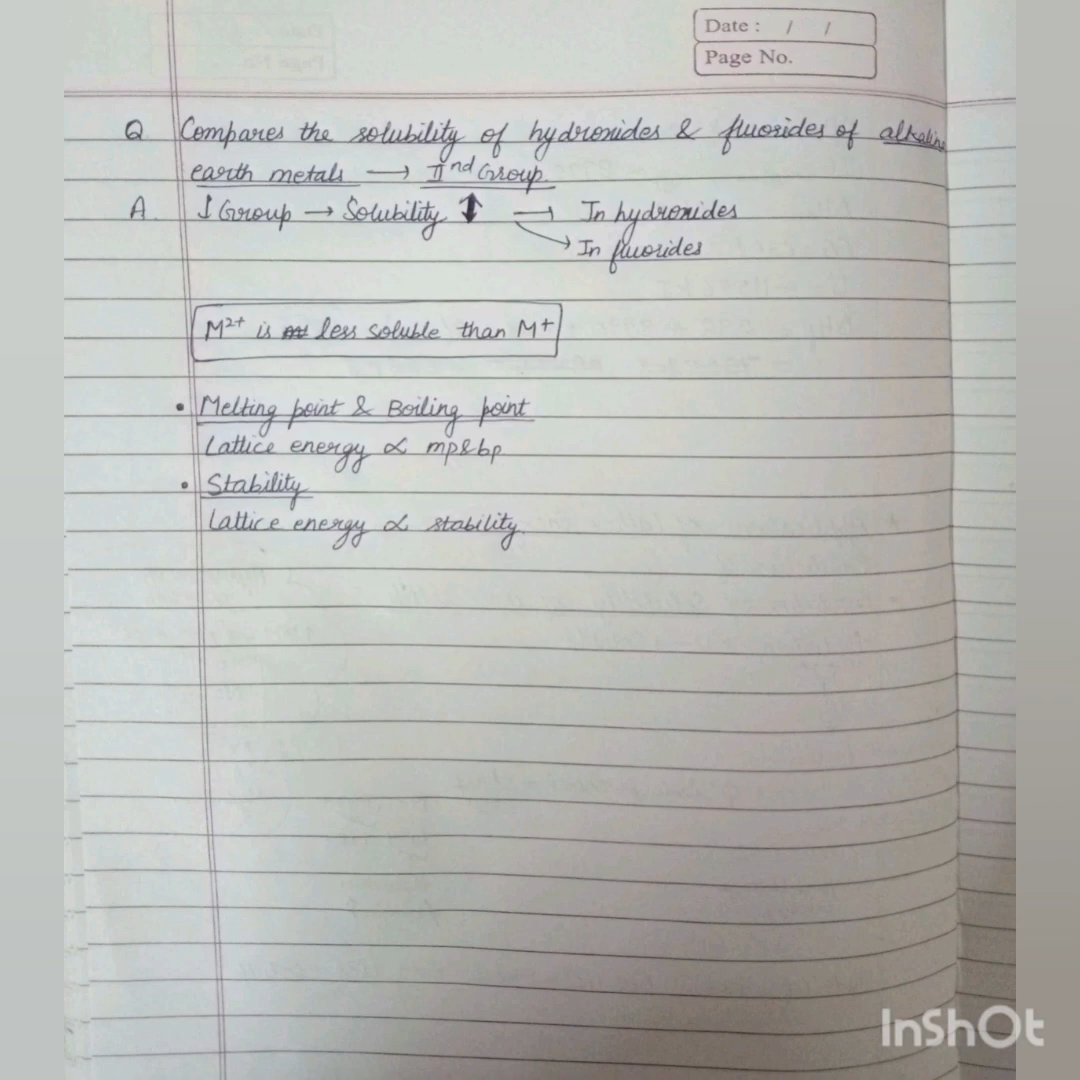 Date : / /
Page No.
Q Compares the solubility of hydroxides & fluorides of alkaline
earth metals → IInd Group.
A. ↓ Group → Solubility ↑ → In hydroxides
→ In fluorides
M²⁺ is less soluble than M+
• Melting point & Boiling point
Lattice energy ∝ mp&bp
• Stability
Lattice energy ∝ stability.
InShOt